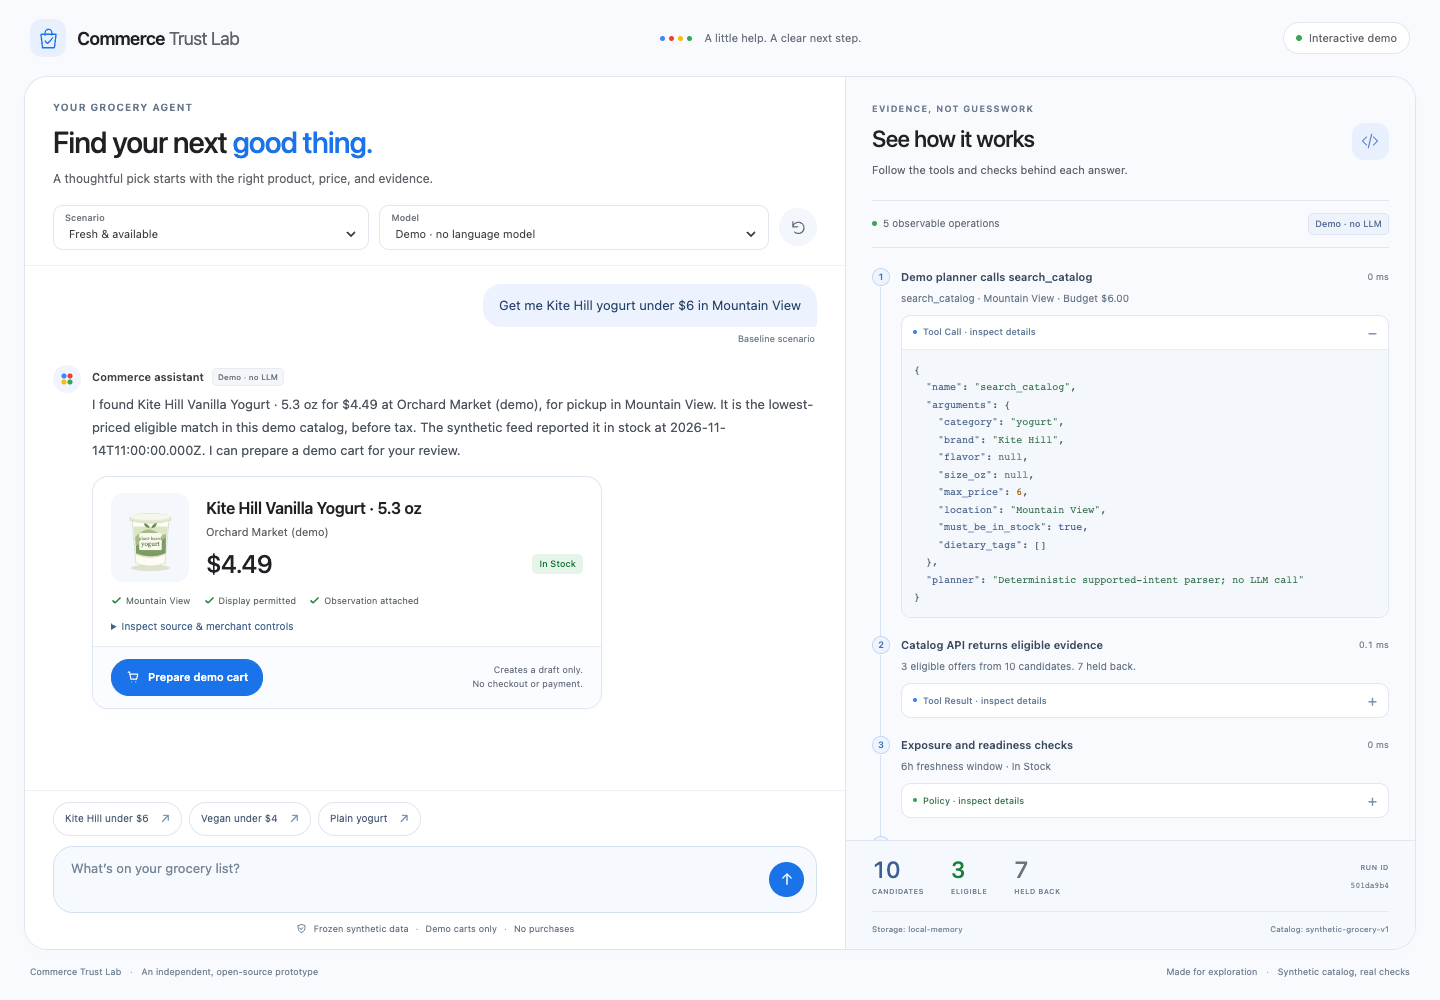 Commerce Trust Lab
A little help. A clear next step.
Interactive demo
YOUR GROCERY AGENT
Find your next good thing.
A thoughtful pick starts with the right product, price, and evidence.
Scenario
Fresh & available
Model
Demo · no language model
Get me Kite Hill yogurt under $6 in Mountain View
Baseline scenario
Commerce assistant
Demo · no LLM
I found Kite Hill Vanilla Yogurt · 5.3 oz for $4.49 at Orchard Market (demo), for pickup in Mountain View. It is the lowest-
priced eligible match in this demo catalog, before tax. The synthetic feed reported it in stock at 2026-11-
14T11:00:00.000Z. I can prepare a demo cart for your review.
plant-based
yogurt
Kite Hill Vanilla Yogurt · 5.3 oz
Orchard Market (demo)
$4.49
In Stock
Mountain View
Display permitted
Observation attached
Inspect source & merchant controls
Prepare demo cart
Creates a draft only.
No checkout or payment.
Kite Hill under $6
Vegan under $4
Plain yogurt
What's on your grocery list?
Frozen synthetic data · Demo carts only · No purchases
EVIDENCE, NOT GUESSWORK
See how it works
Follow the tools and checks behind each answer.
5 observable operations
Demo · no LLM
1
Demo planner calls search_catalog
0 ms
search_catalog · Mountain View · Budget $6.00
Tool Call · inspect details
{
"name": "search_catalog",
"arguments": {
"category": "yogurt",
"brand": "Kite Hill",
"flavor": null,
"size_oz": null,
"max_price": 6,
"location": "Mountain View",
"must_be_in_stock": true,
"dietary_tags": []
},
"planner": "Deterministic supported-intent parser; no LLM call"
}
2
Catalog API returns eligible evidence
0.1 ms
3 eligible offers from 10 candidates. 7 held back.
Tool Result · inspect details
3
Exposure and readiness checks
0 ms
6h freshness window · In Stock
Policy · inspect details
10
CANDIDATES
3
ELIGIBLE
7
HELD BACK
RUN ID
501da9b4
Storage: local-memory
Catalog: synthetic-grocery-v1
Commerce Trust Lab · An independent, open-source prototype
Made for exploration · Synthetic catalog, real checks